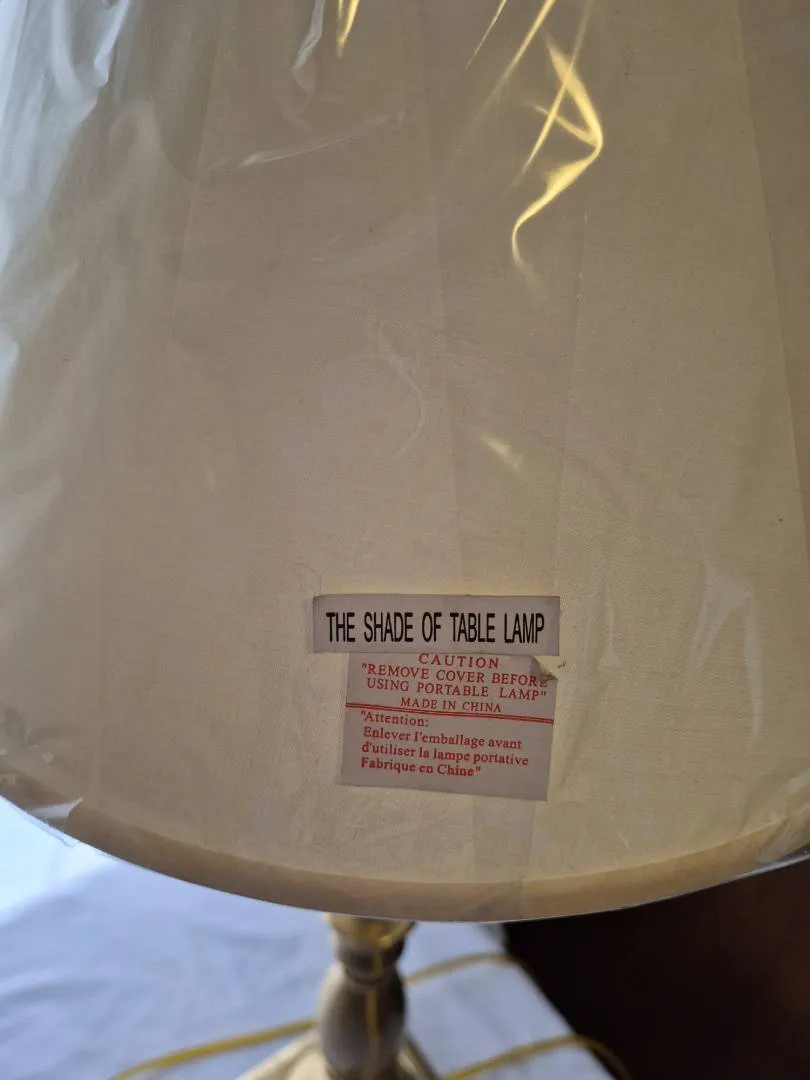 THE SHADE OF TABLE LAMP
CAUTION
"REMOVE COVER BEFORE
USING PORTABLE LAMP"
MADE IN CHINA
"Attention:
Enlever l'emballage avant
d'utiliser la lampe portative
Fabrique en Chine"